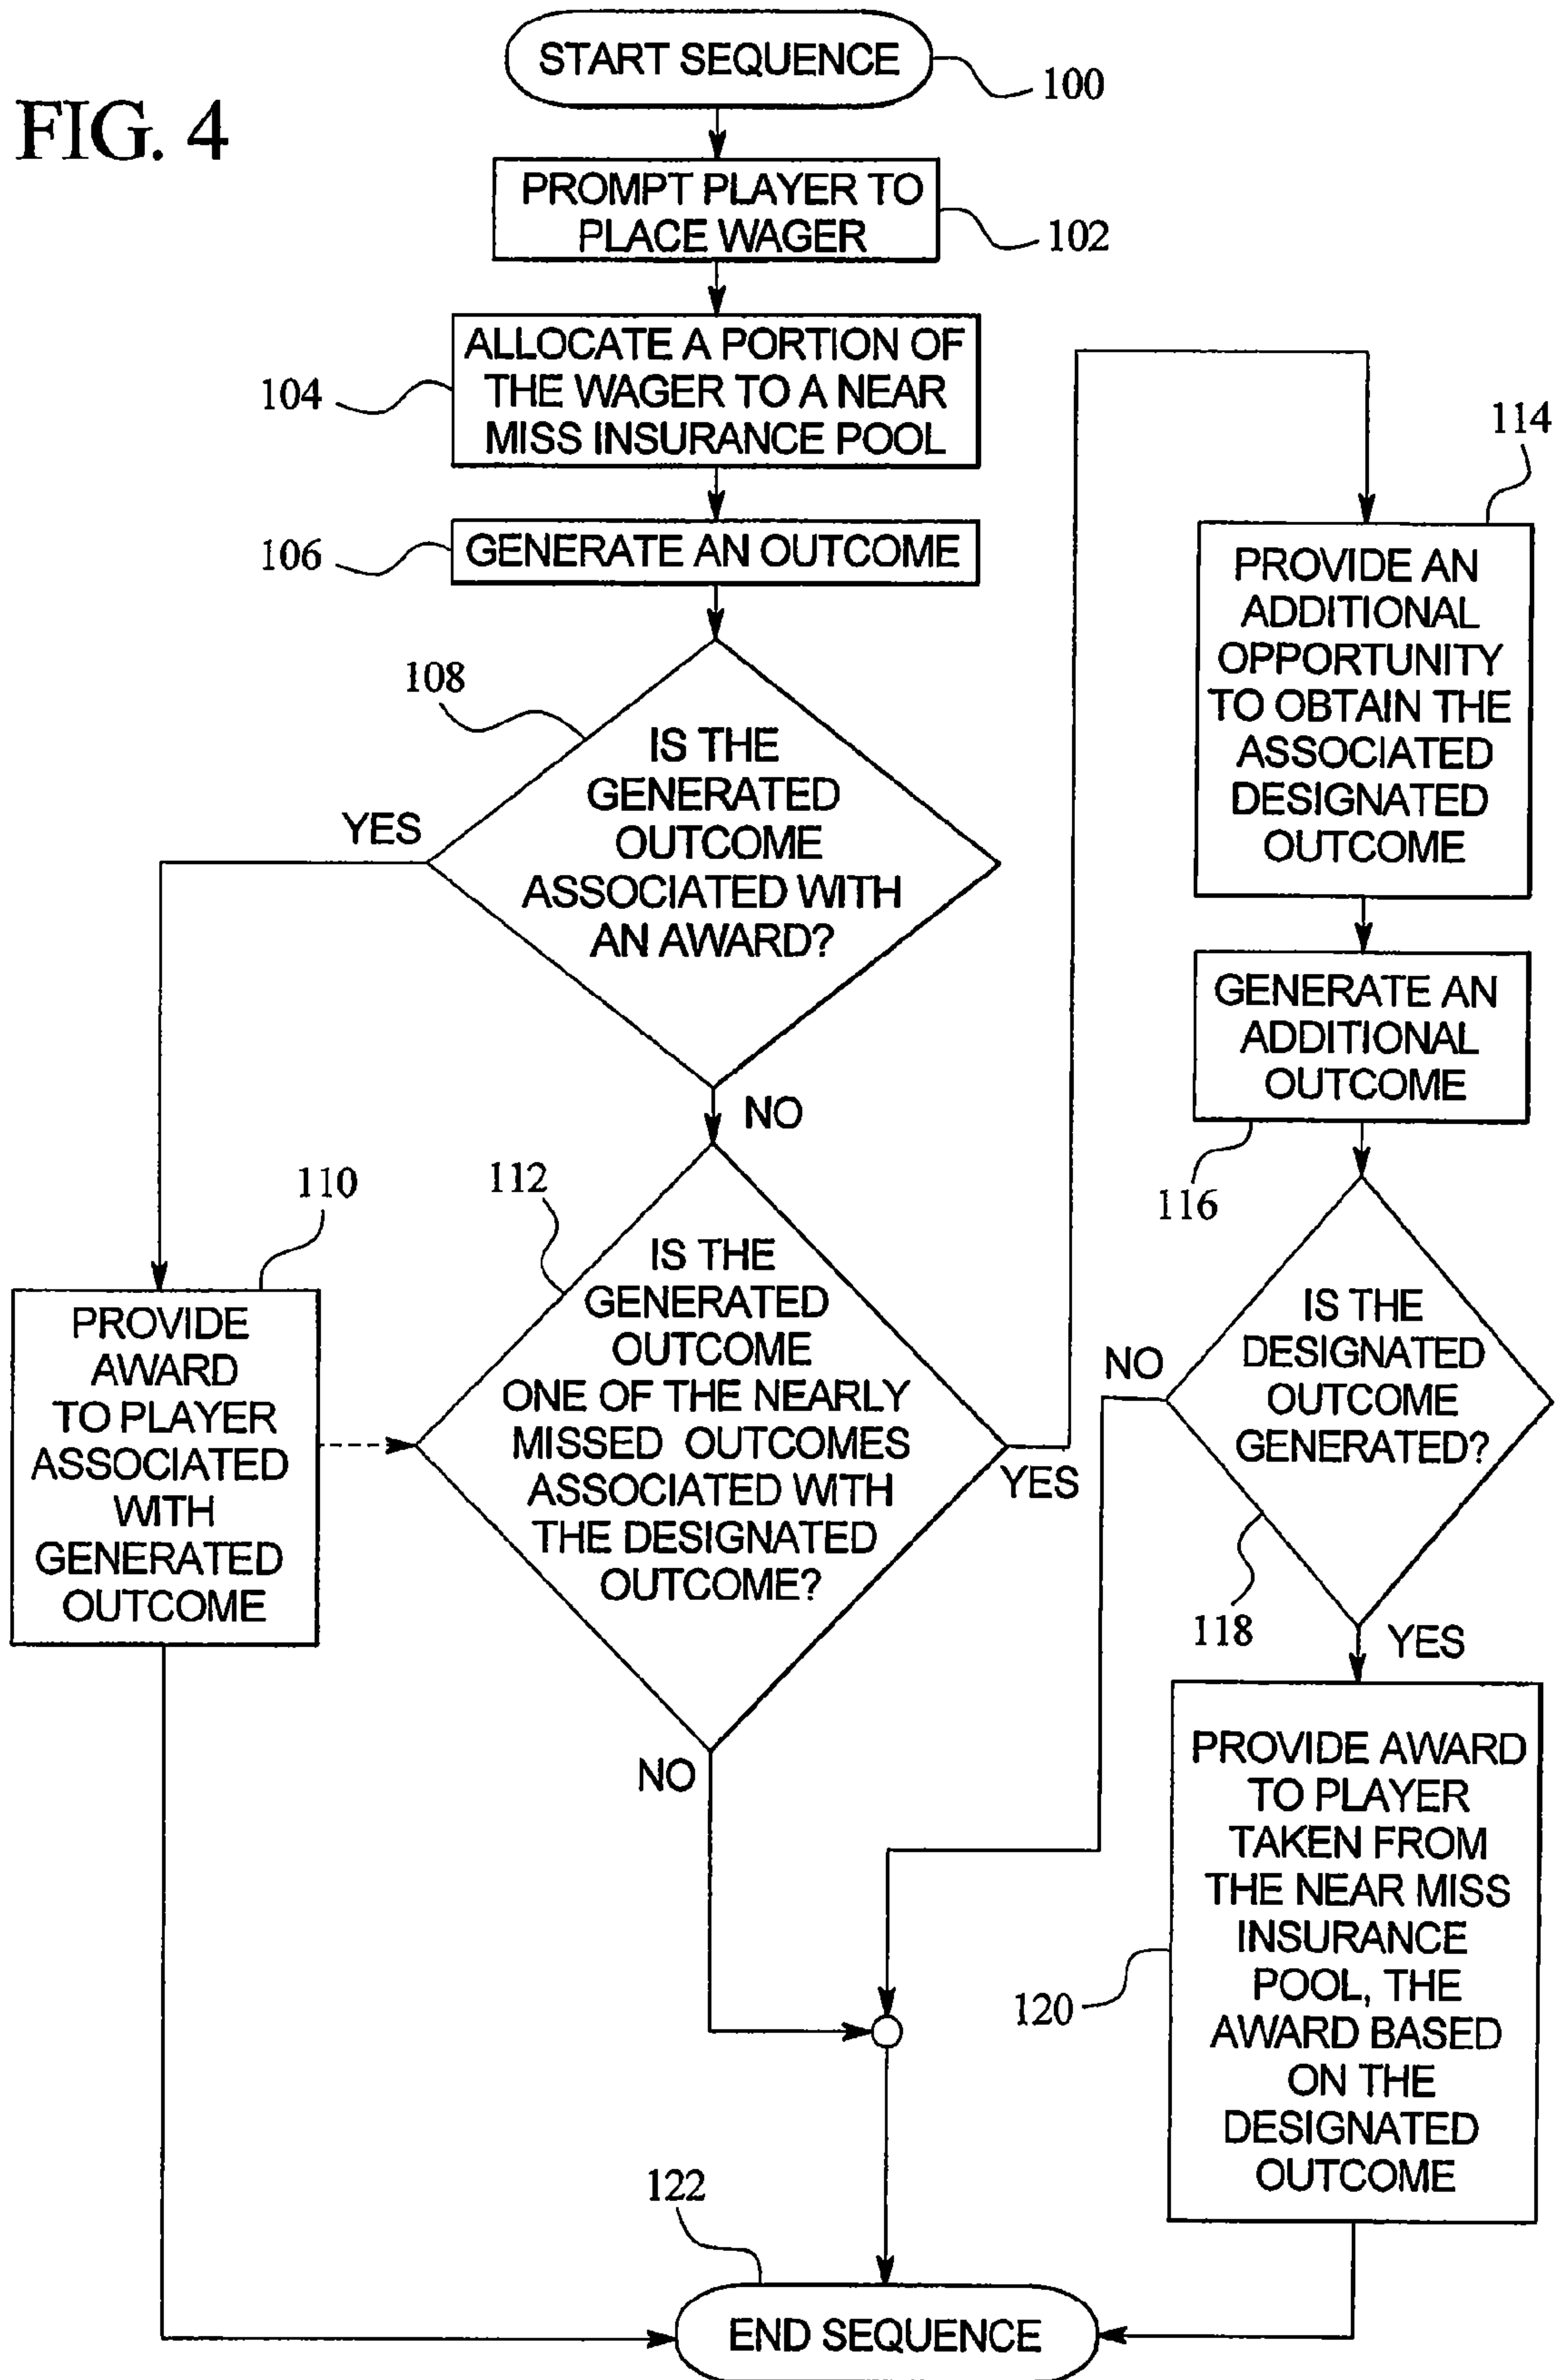 FIG. 4
START SEQUENCE
100
PROMPT PLAYER TO
PLACE WAGER
102
ALLOCATE A PORTION OF
THE WAGER TO A NEAR
MISS INSURANCE POOL
104
GENERATE AN OUTCOME
106
108
IS THE
GENERATED
OUTCOME
ASSOCIATED WITH
AN AWARD?
YES
NO
110
PROVIDE
AWARD
TO PLAYER
ASSOCIATED
WITH
GENERATED
OUTCOME
112
IS THE
GENERATED
OUTCOME
ONE OF THE NEARLY
MISSED OUTCOMES
ASSOCIATED WITH
THE DESIGNATED
OUTCOME?
YES
NO
114
PROVIDE AN
ADDITIONAL
OPPORTUNITY
TO OBTAIN THE
ASSOCIATED
DESIGNATED
OUTCOME
GENERATE AN
ADDITIONAL
OUTCOME
116
IS THE
DESIGNATED
OUTCOME
GENERATED?
NO
118
YES
PROVIDE AWARD
TO PLAYER
TAKEN FROM
THE NEAR MISS
INSURANCE
POOL, THE
AWARD BASED
ON THE
DESIGNATED
OUTCOME
120
122
END SEQUENCE